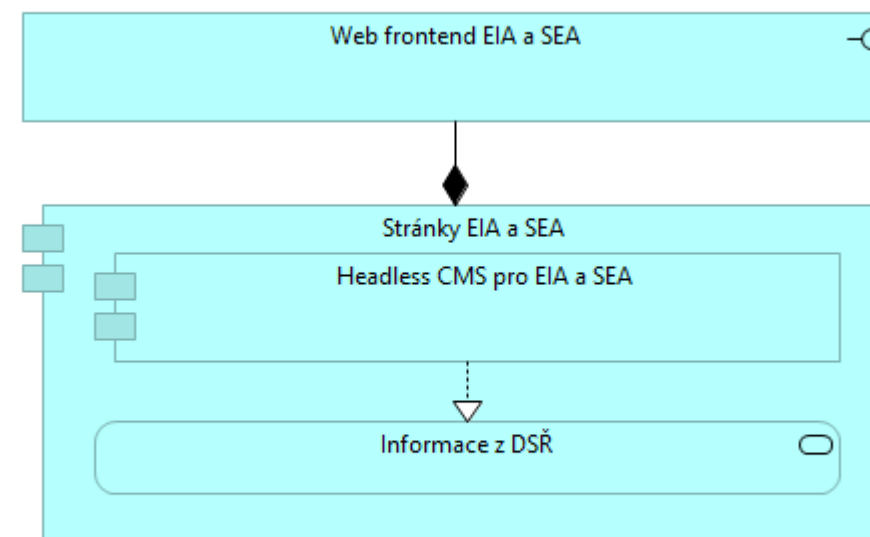 Web frontend EIA a SEA
Stránky EIA a SEA
Headless CMS pro EIA a SEA
Informace z DSŘ